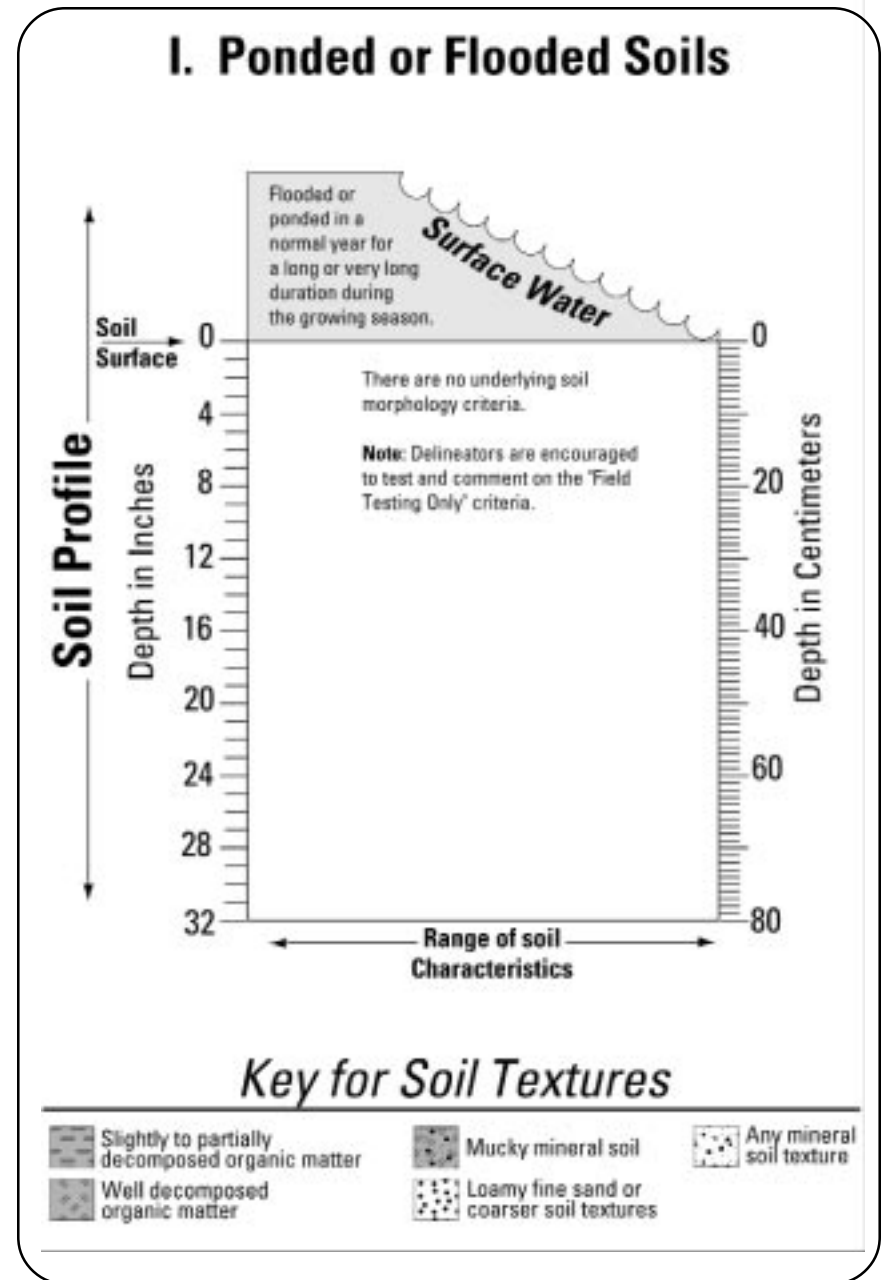 I. Ponded or Flooded Soils
Flooded or
ponded in a
normal year for
a long or very long
duration during
the growing season.
Surface Water
Soil
Surface
0
4
8
12
16
20
24
28
32
Soil Profile
Depth in Inches
There are no underlying soil
morphology criteria.
Note: Delineators are encouraged
to test and comment on the "Field
Testing Only" criteria.
0
20
40
60
80
Depth in Centimeters
Range of soil
Characteristics
Key for Soil Textures
Slightly to partially
decomposed organic matter
Well decomposed
organic matter
Mucky mineral soil
Loamy fine sand or
coarser soil textures
Any mineral
soil texture